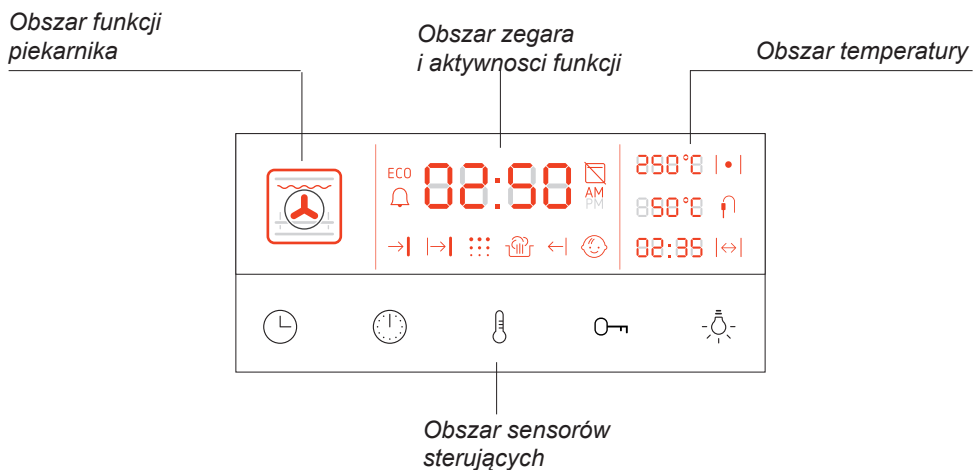 Obszar funkcji
piekarnika
Obszar zegara
i aktywnosci funkcji
Obszar temperatury
ECO
02:50
AM
PM
250°C
50°C
02:35
Obszar sensorów
sterujących